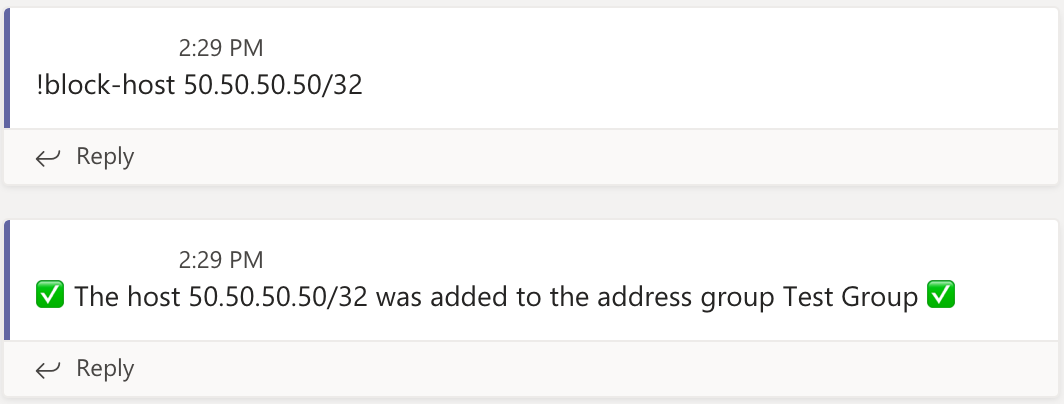 2:29 PM
!block-host 50.50.50.50/32
Reply
2:29 PM
✅ The host 50.50.50.50/32 was added to the address group Test Group ✅
Reply